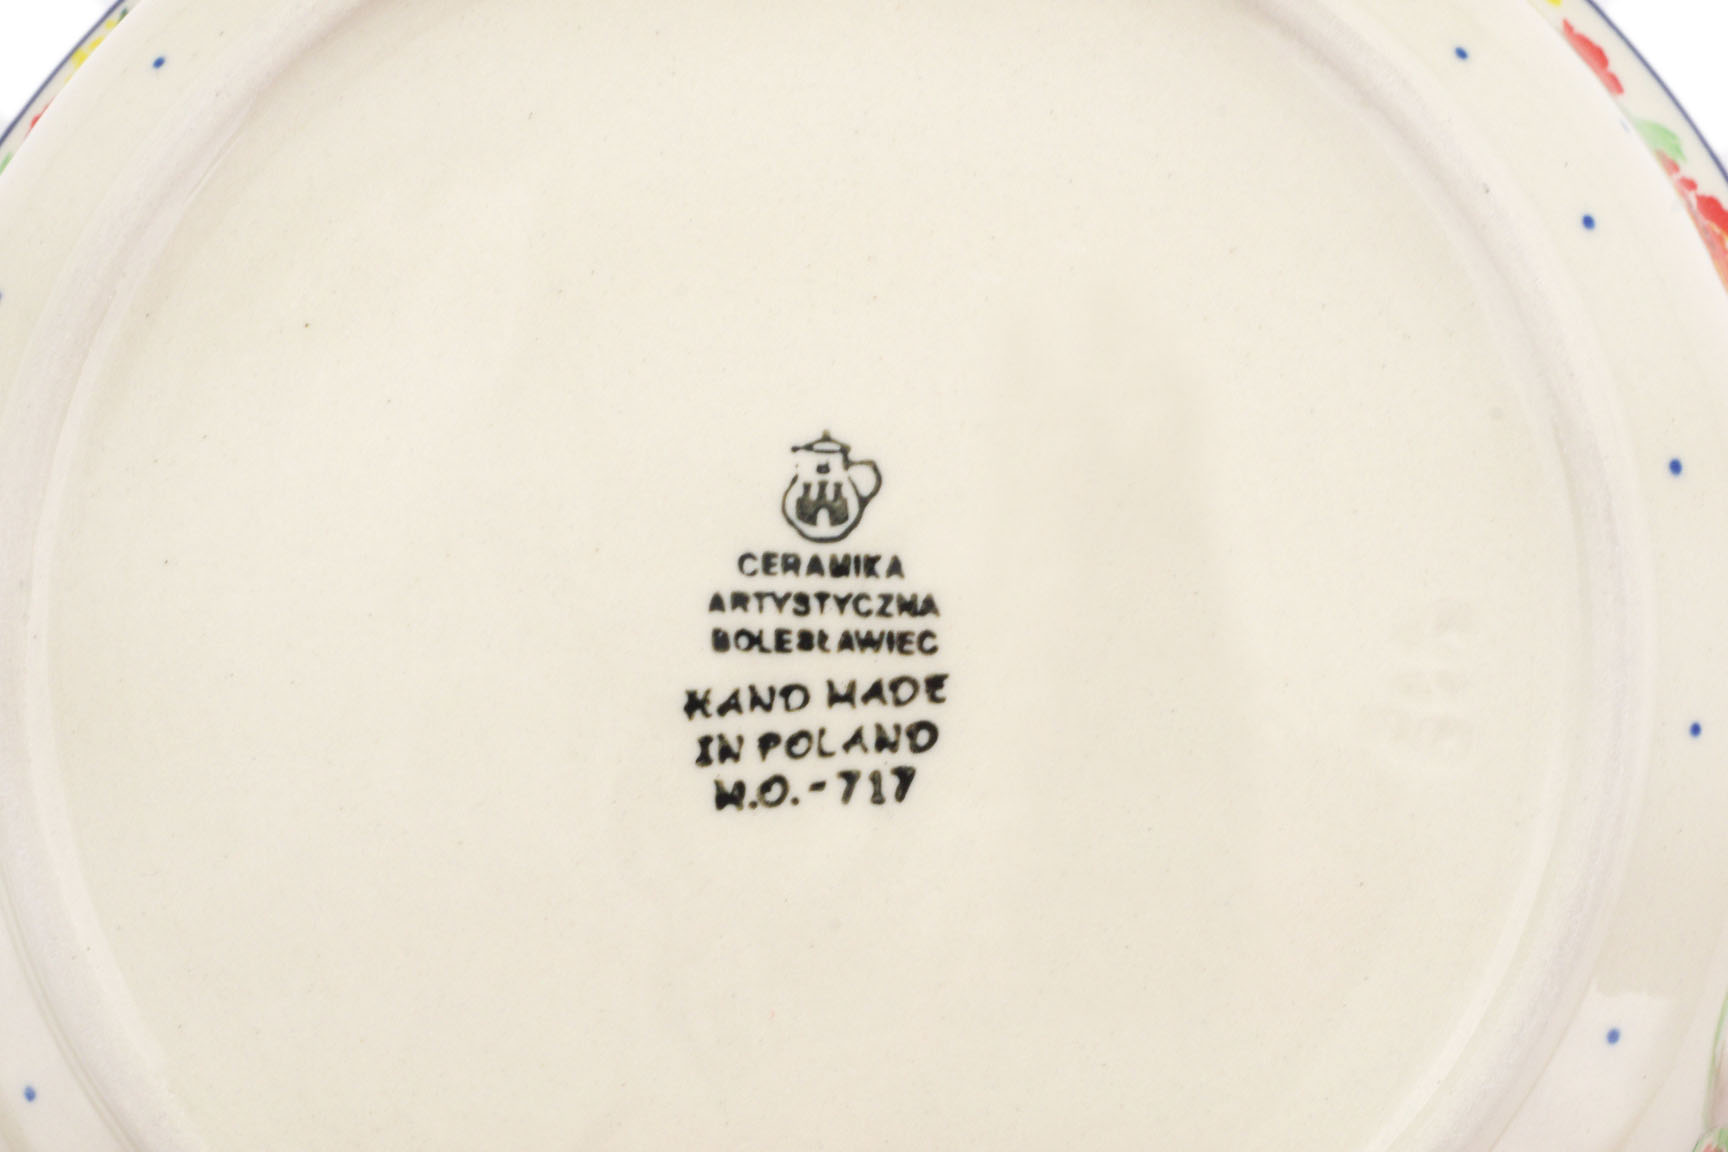 CERAMIKA
ARTYSTYCZNA
BOLESŁAWIEC
HAND MADE
IN POLAND
W.O.-717